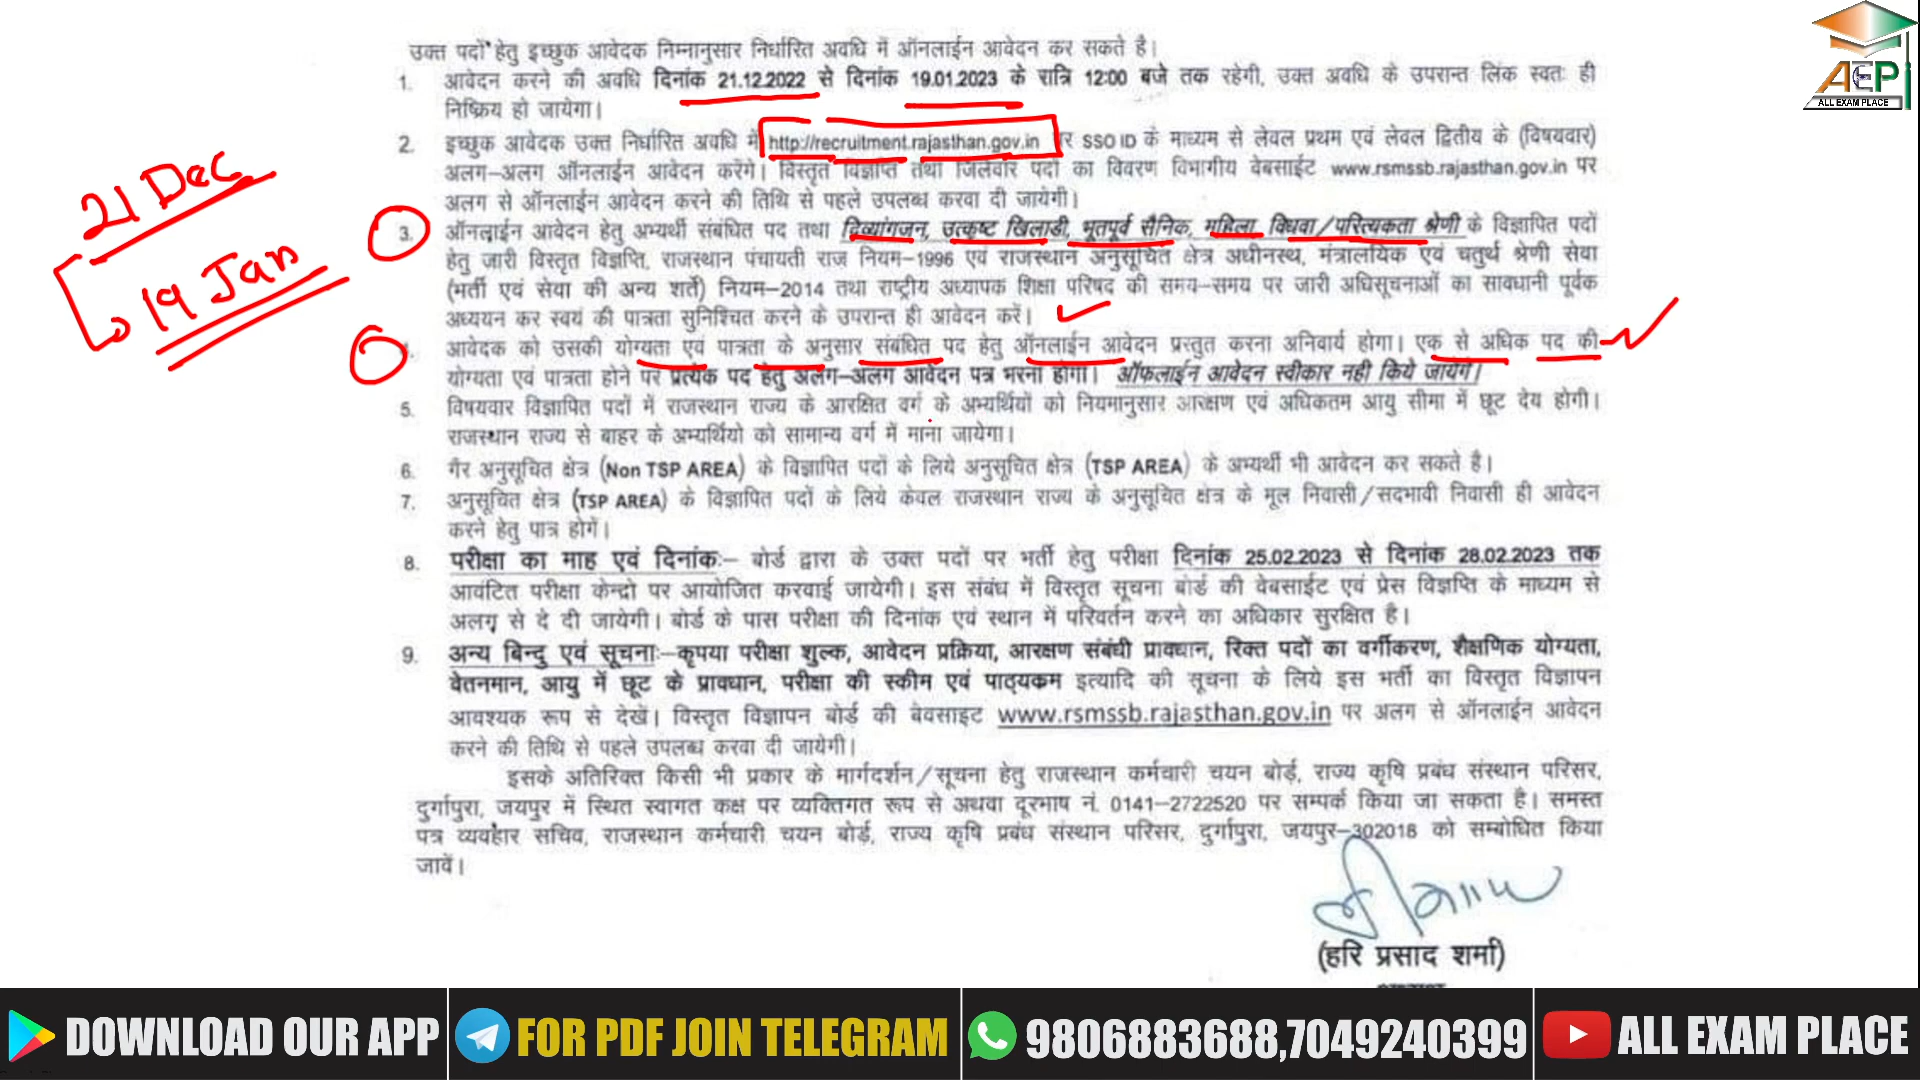 उक्त पदों हेतु इच्छुक आवेदक निम्नानुसार निर्धारित अवधि में ऑनलाईन आवेदन कर सकते है।
1. आवेदन करने की अवधि दिनांक 21.12.2022 से दिनांक 19.01.2023 के रात्रि 12:00 बजे तक रहेगी, उक्त अवधि के उपरान्त लिंक स्वतः ही
निष्क्रिय हो जायेगा।
2. इच्छुक आवेदक उक्त निर्धारित अवधि में http://recruitment.rajasthan.gov.in पर SSO ID के माध्यम से लेवल प्रथम एवं लेवल द्वितीय के (विषयवार)
अलग–अलग ऑनलाईन आवेदन करेंगे। विस्तृत विज्ञप्ति तथा जिलेवार पदों का विवरण विभागीय वेबसाईट www.rsmssb.rajasthan.gov.in पर
अलग से ऑनलाईन आवेदन करने की तिथि से पहले उपलब्ध करवा दी जायेगी।
3. ऑनलाईन आवेदन हेतु अभ्यर्थी संबंधित पद तथा दिव्यांगजन, उत्कृष्ट खिलाडी, भूतपूर्व सैनिक, महिला विधवा/परित्यकता श्रेणी के विज्ञापित पदों
हेतु जारी विस्तृत विज्ञप्ति, राजस्थान पंचायती राज नियम–1996 एवं राजस्थान अनुसूचित क्षेत्र अधीनस्थ, मंत्रालयिक एवं चतुर्थ श्रेणी सेवा
(भर्ती एवं सेवा की अन्य शर्ते) नियम–2014 तथा राष्ट्रीय अध्यापक शिक्षा परिषद की समय–समय पर जारी अधिसूचनाओं का सावधानी पूर्वक
अध्ययन कर स्वयं की पात्रता सुनिश्चित करने के उपरान्त ही आवेदन करें।
4. आवेदक को उसकी योग्यता एवं पात्रता के अनुसार संबंधित पद हेतु ऑनलाईन आवेदन प्रस्तुत करना अनिवार्य होगा। एक से अधिक पद की
योग्यता एवं पात्रता होने पर प्रत्येक पद हेतु अलग–अलग आवेदन पत्र भरना होगा। ऑफलाईन आवेदन स्वीकार नही किये जायेगे।
5. विषयवार विज्ञापित पदों में राजस्थान राज्य के आरक्षित वर्ग के अभ्यर्थियों को नियमानुसार आरक्षण एवं अधिकतम आयु सीमा में छूट देय होगी।
राजस्थान राज्य से बाहर के अभ्यर्थियो को सामान्य वर्ग में माना जायेगा।
6. गैर अनुसूचित क्षेत्र (Non TSP AREA) के विज्ञापित पदों के लिये अनुसूचित क्षेत्र (TSP AREA) के अभ्यर्थी भी आवेदन कर सकते है।
7. अनुसूचित क्षेत्र (TSP AREA) के विज्ञापित पदों के लिये केवल राजस्थान राज्य के अनुसूचित क्षेत्र के मूल निवासी/सदभावी निवासी ही आवेदन
करने हेतु पात्र होगें।
8. परीक्षा का माह एवं दिनांकः– बोर्ड द्वारा के उक्त पदों पर भर्ती हेतु परीक्षा दिनांक 25.02.2023 से दिनांक 28.02.2023 तक
आवंटित परीक्षा केन्द्रो पर आयोजित करवाई जायेगी। इस संबंध में विस्तृत सूचना बोर्ड की वेबसाईट एवं प्रेस विज्ञप्ति के माध्यम से
अलग से दे दी जायेगी। बोर्ड के पास परीक्षा की दिनांक एवं स्थान में परिवर्तन करने का अधिकार सुरक्षित है।
9. अन्य बिन्दु एवं सूचनाः–कृपया परीक्षा शुल्क, आवेदन प्रक्रिया, आरक्षण संबंधी प्रावधान, रिक्त पदों का वर्गीकरण, शैक्षणिक योग्यता,
वेतनमान, आयु में छूट के प्रावधान, परीक्षा की स्कीम एवं पाठ्यकम इत्यादि की सूचना के लिये इस भर्ती का विस्तृत विज्ञापन
आवश्यक रूप से देखें। विस्तृत विज्ञापन बोर्ड की बेवसाइट www.rsmssb.rajasthan.gov.in पर अलग से ऑनलाईन आवेदन
करने की तिथि से पहले उपलब्ध करवा दी जायेगी।
इसके अतिरिक्त किसी भी प्रकार के मार्गदर्शन/सूचना हेतु राजस्थान कर्मचारी चयन बोर्ड, राज्य कृषि प्रबंध संस्थान परिसर,
दुर्गापुरा, जयपुर में स्थित स्वागत कक्ष पर व्यक्तिगत रूप से अथवा दूरभाष नं. 0141–2722520 पर सम्पर्क किया जा सकता है। समस्त
पत्र व्यवहार सचिव, राजस्थान कर्मचारी चयन बोर्ड, राज्य कृषि प्रबंध संस्थान परिसर, दुर्गापुरा, जयपुर–302018 को सम्बोधित किया
जावें।
(हरि प्रसाद शर्मा)
21 Dec
19 Jan
AEP
ALL EXAM PLACE
DOWNLOAD OUR APP
FOR PDF JOIN TELEGRAM
9806883688,7049240399
ALL EXAM PLACE